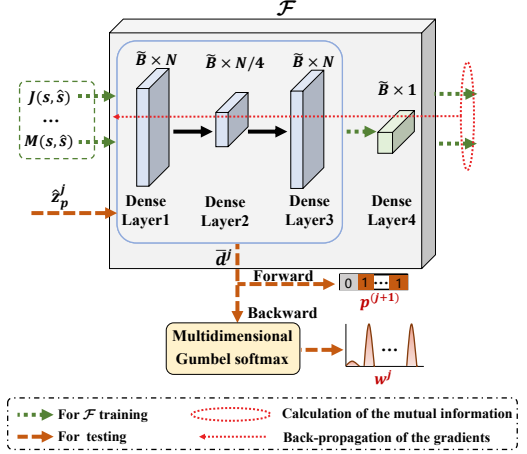 𝓕
B̃ × N
B̃ × N/4
B̃ × N
B̃ × 1
J(s, ŝ)
...
M(s, ŝ)
ẑ_p^j
Dense
Layer1
Dense
Layer2
Dense
Layer3
Dense
Layer4
d̄^j
Forward
0 1 ··· 1
p^(j+1)
Backward
Multidimensional
Gumbel softmax
...
w^j
For 𝓕 training
Calculation of the mutual information
For testing
Back-propagation of the gradients